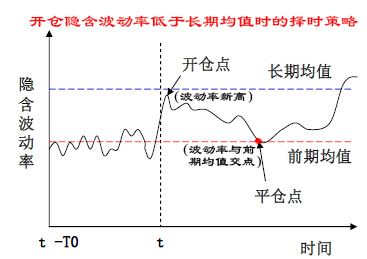 开仓隐含波动率低于长期均值时的择时策略
隐含波动率
开仓点
长期均值
(波动率新高)
(波动率与前
期均值交点)
前期均值
平仓点
t -T0
t
时间